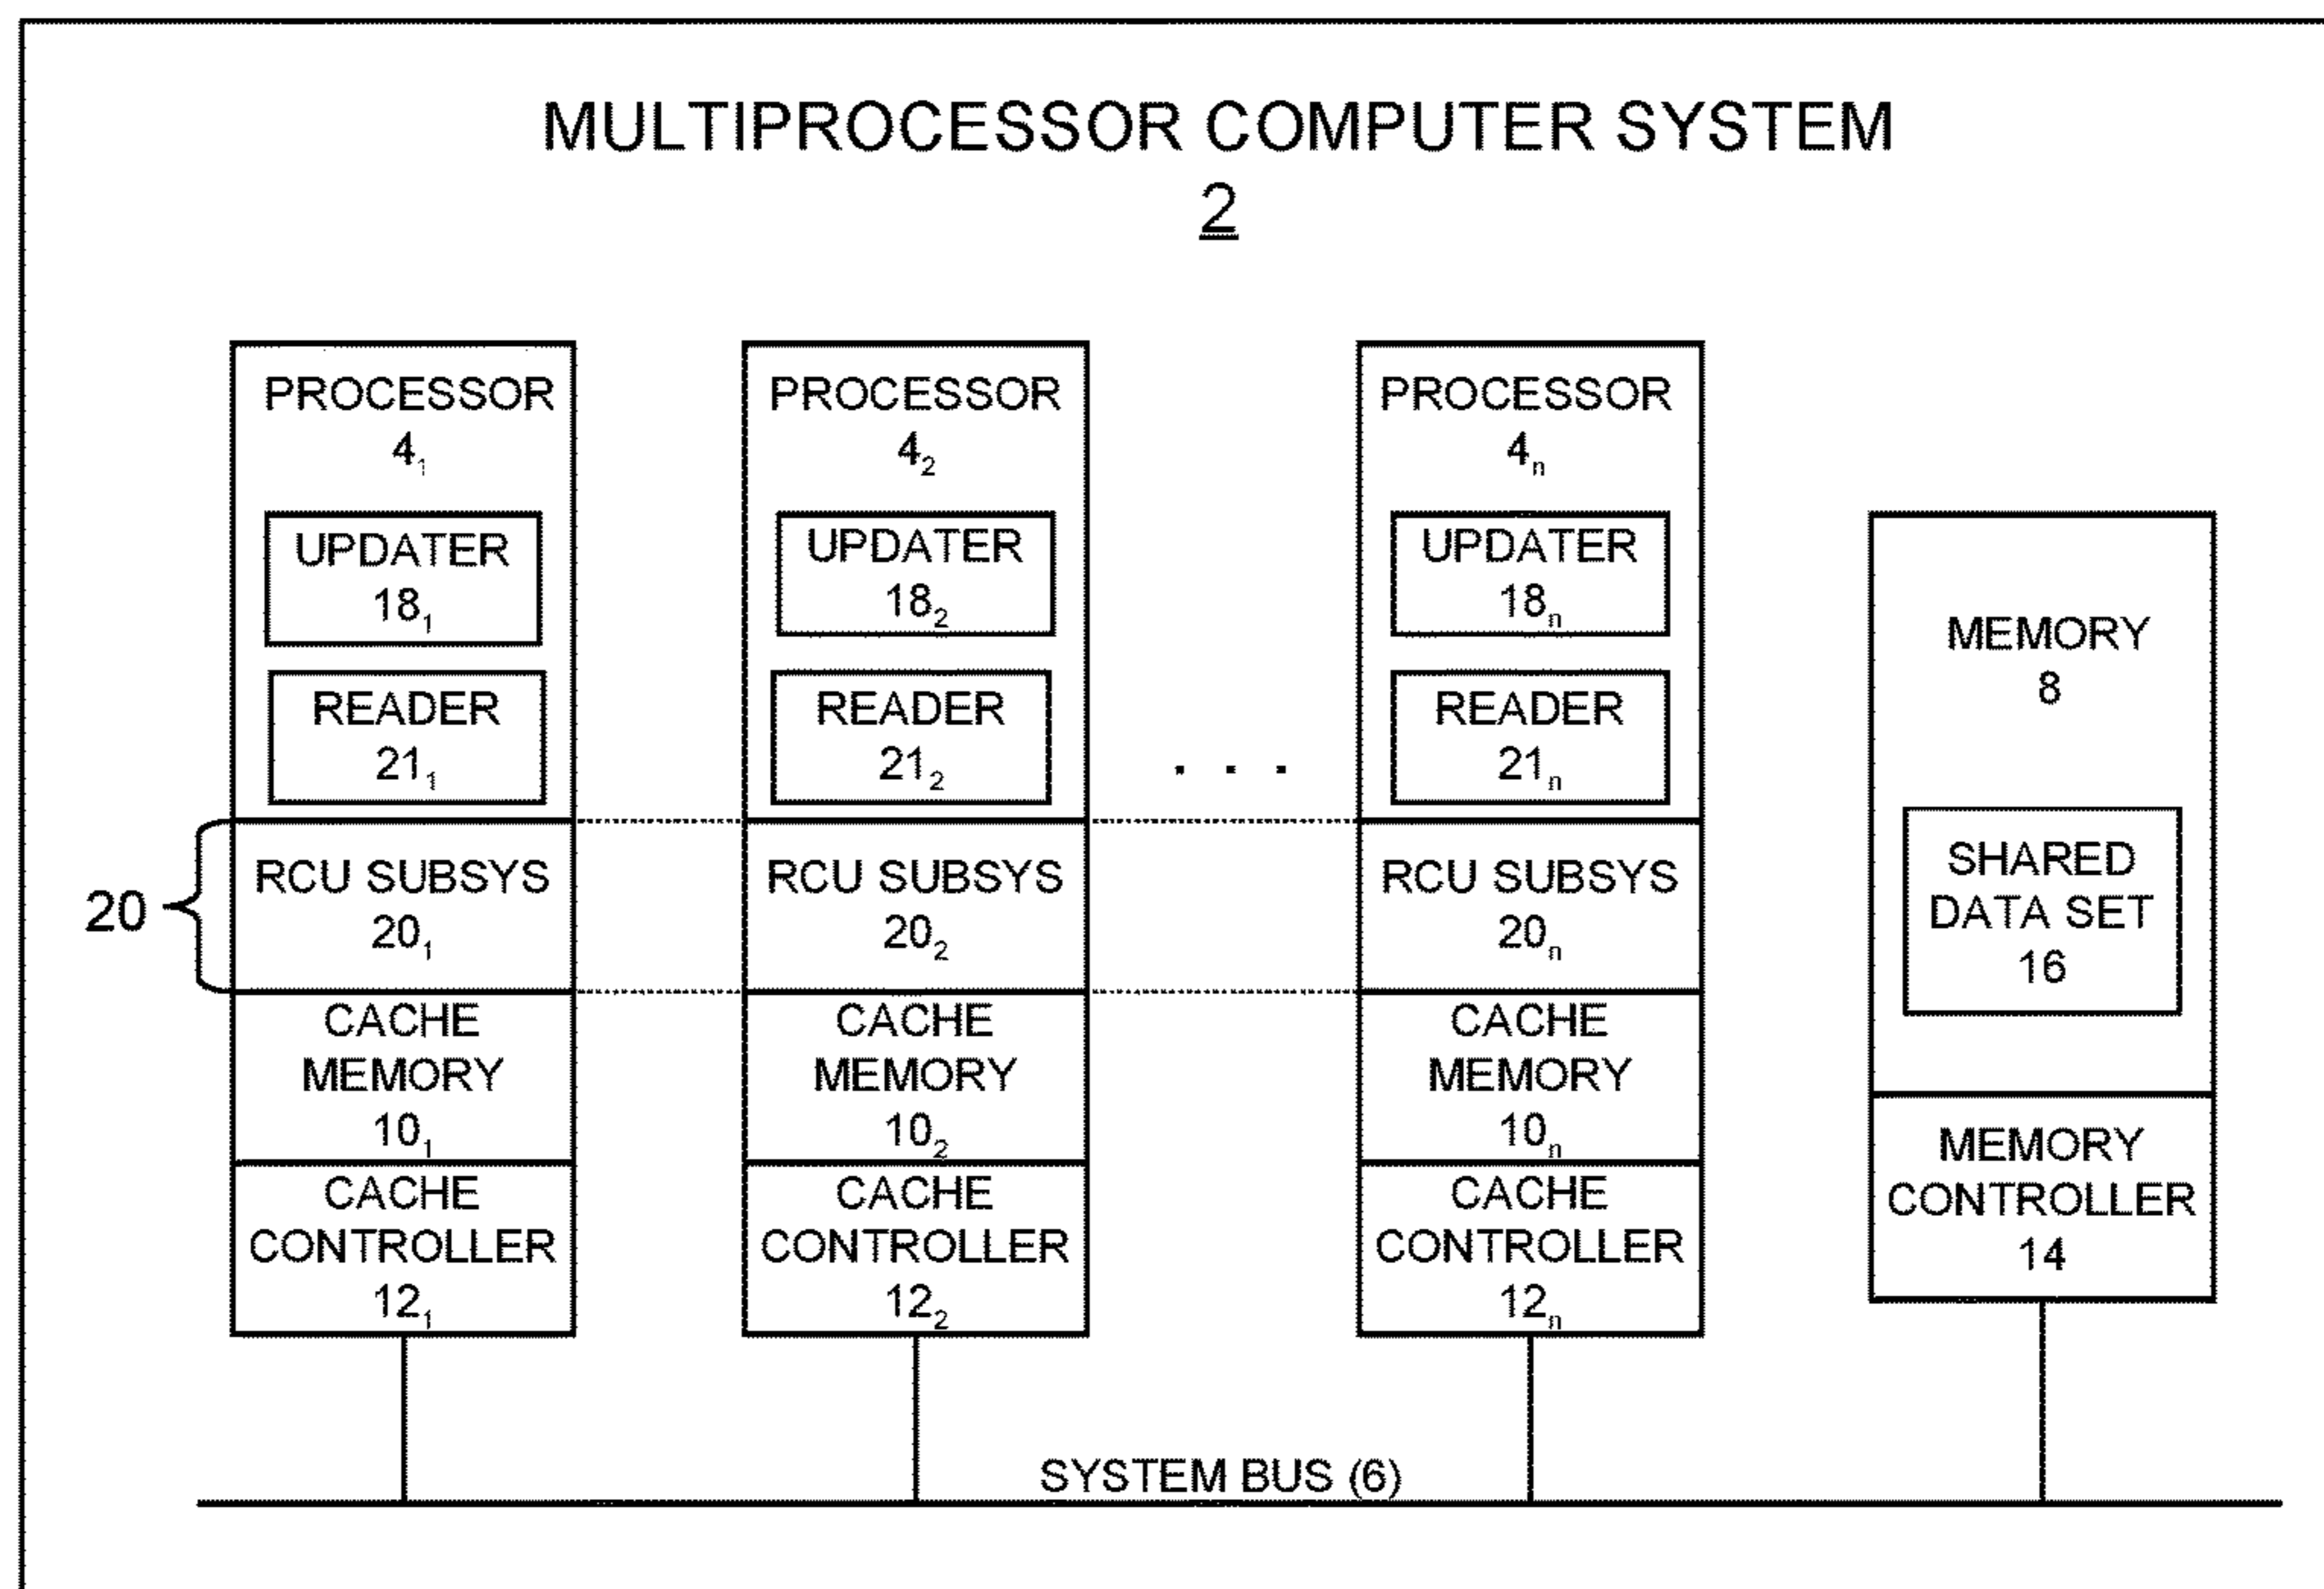 MULTIPROCESSOR COMPUTER SYSTEM
2
PROCESSOR
4₁
UPDATER
18₁
READER
21₁
20
RCU SUBSYS
20₁
CACHE
MEMORY
10₁
CACHE
CONTROLLER
12₁
PROCESSOR
4₂
UPDATER
18₂
READER
21₂
RCU SUBSYS
20₂
CACHE
MEMORY
10₂
CACHE
CONTROLLER
12₂
. . .
PROCESSOR
4ₙ
UPDATER
18ₙ
READER
21ₙ
RCU SUBSYS
20ₙ
CACHE
MEMORY
10ₙ
CACHE
CONTROLLER
12ₙ
MEMORY
8
SHARED
DATA SET
16
MEMORY
CONTROLLER
14
SYSTEM BUS (6)